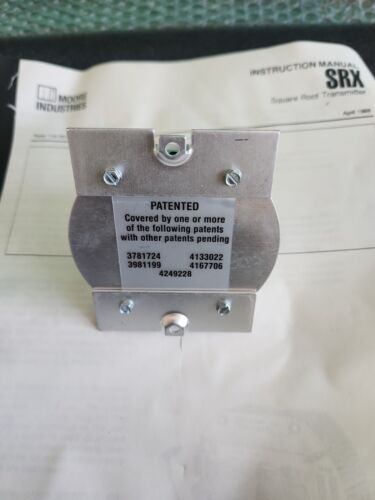 MOORE
INDUSTRIES
INSTRUCTION MANUAL
SRX
Square Root Transmitter
April
PATENTED
Covered by one or more
of the following patents
with other patents pending
3781724 4133022
3981199 4167706
4249228